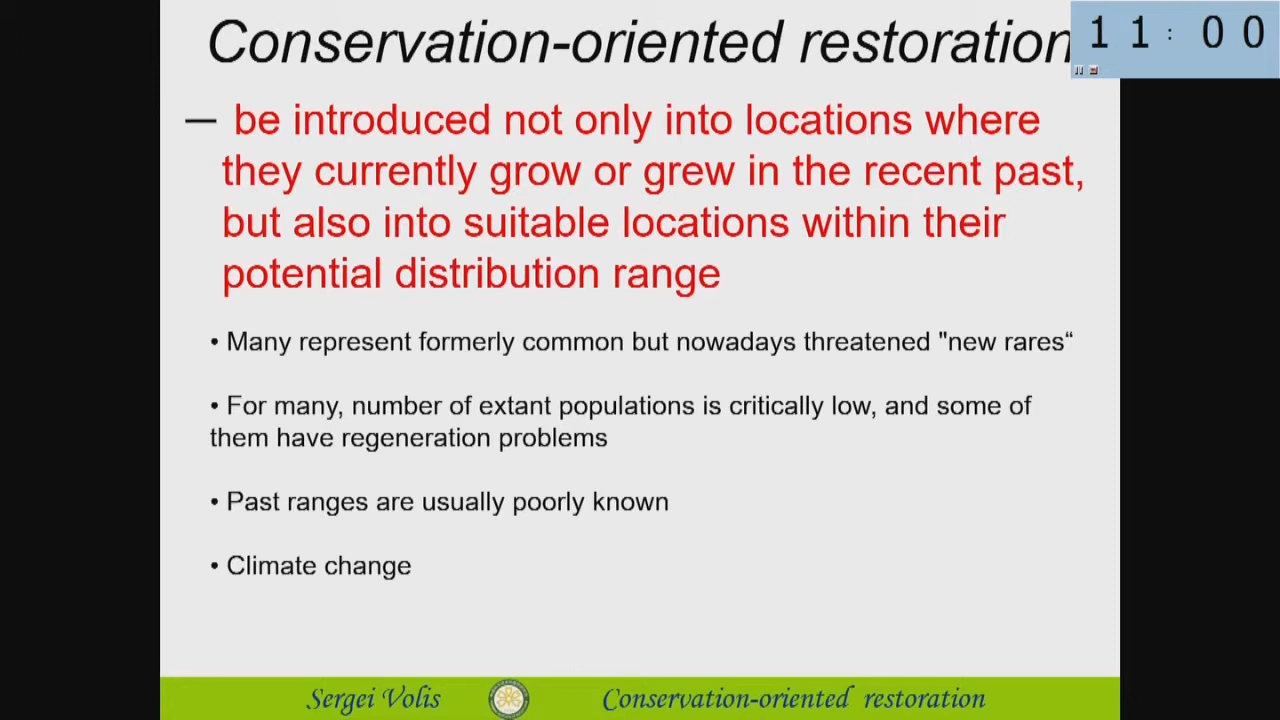 Conservation-oriented restoration
11:00
— be introduced not only into locations where
they currently grow or grew in the recent past,
but also into suitable locations within their
potential distribution range
• Many represent formerly common but nowadays threatened "new rares“
• For many, number of extant populations is critically low, and some of
them have regeneration problems
• Past ranges are usually poorly known
• Climate change
Sergei Volis
Conservation-oriented restoration